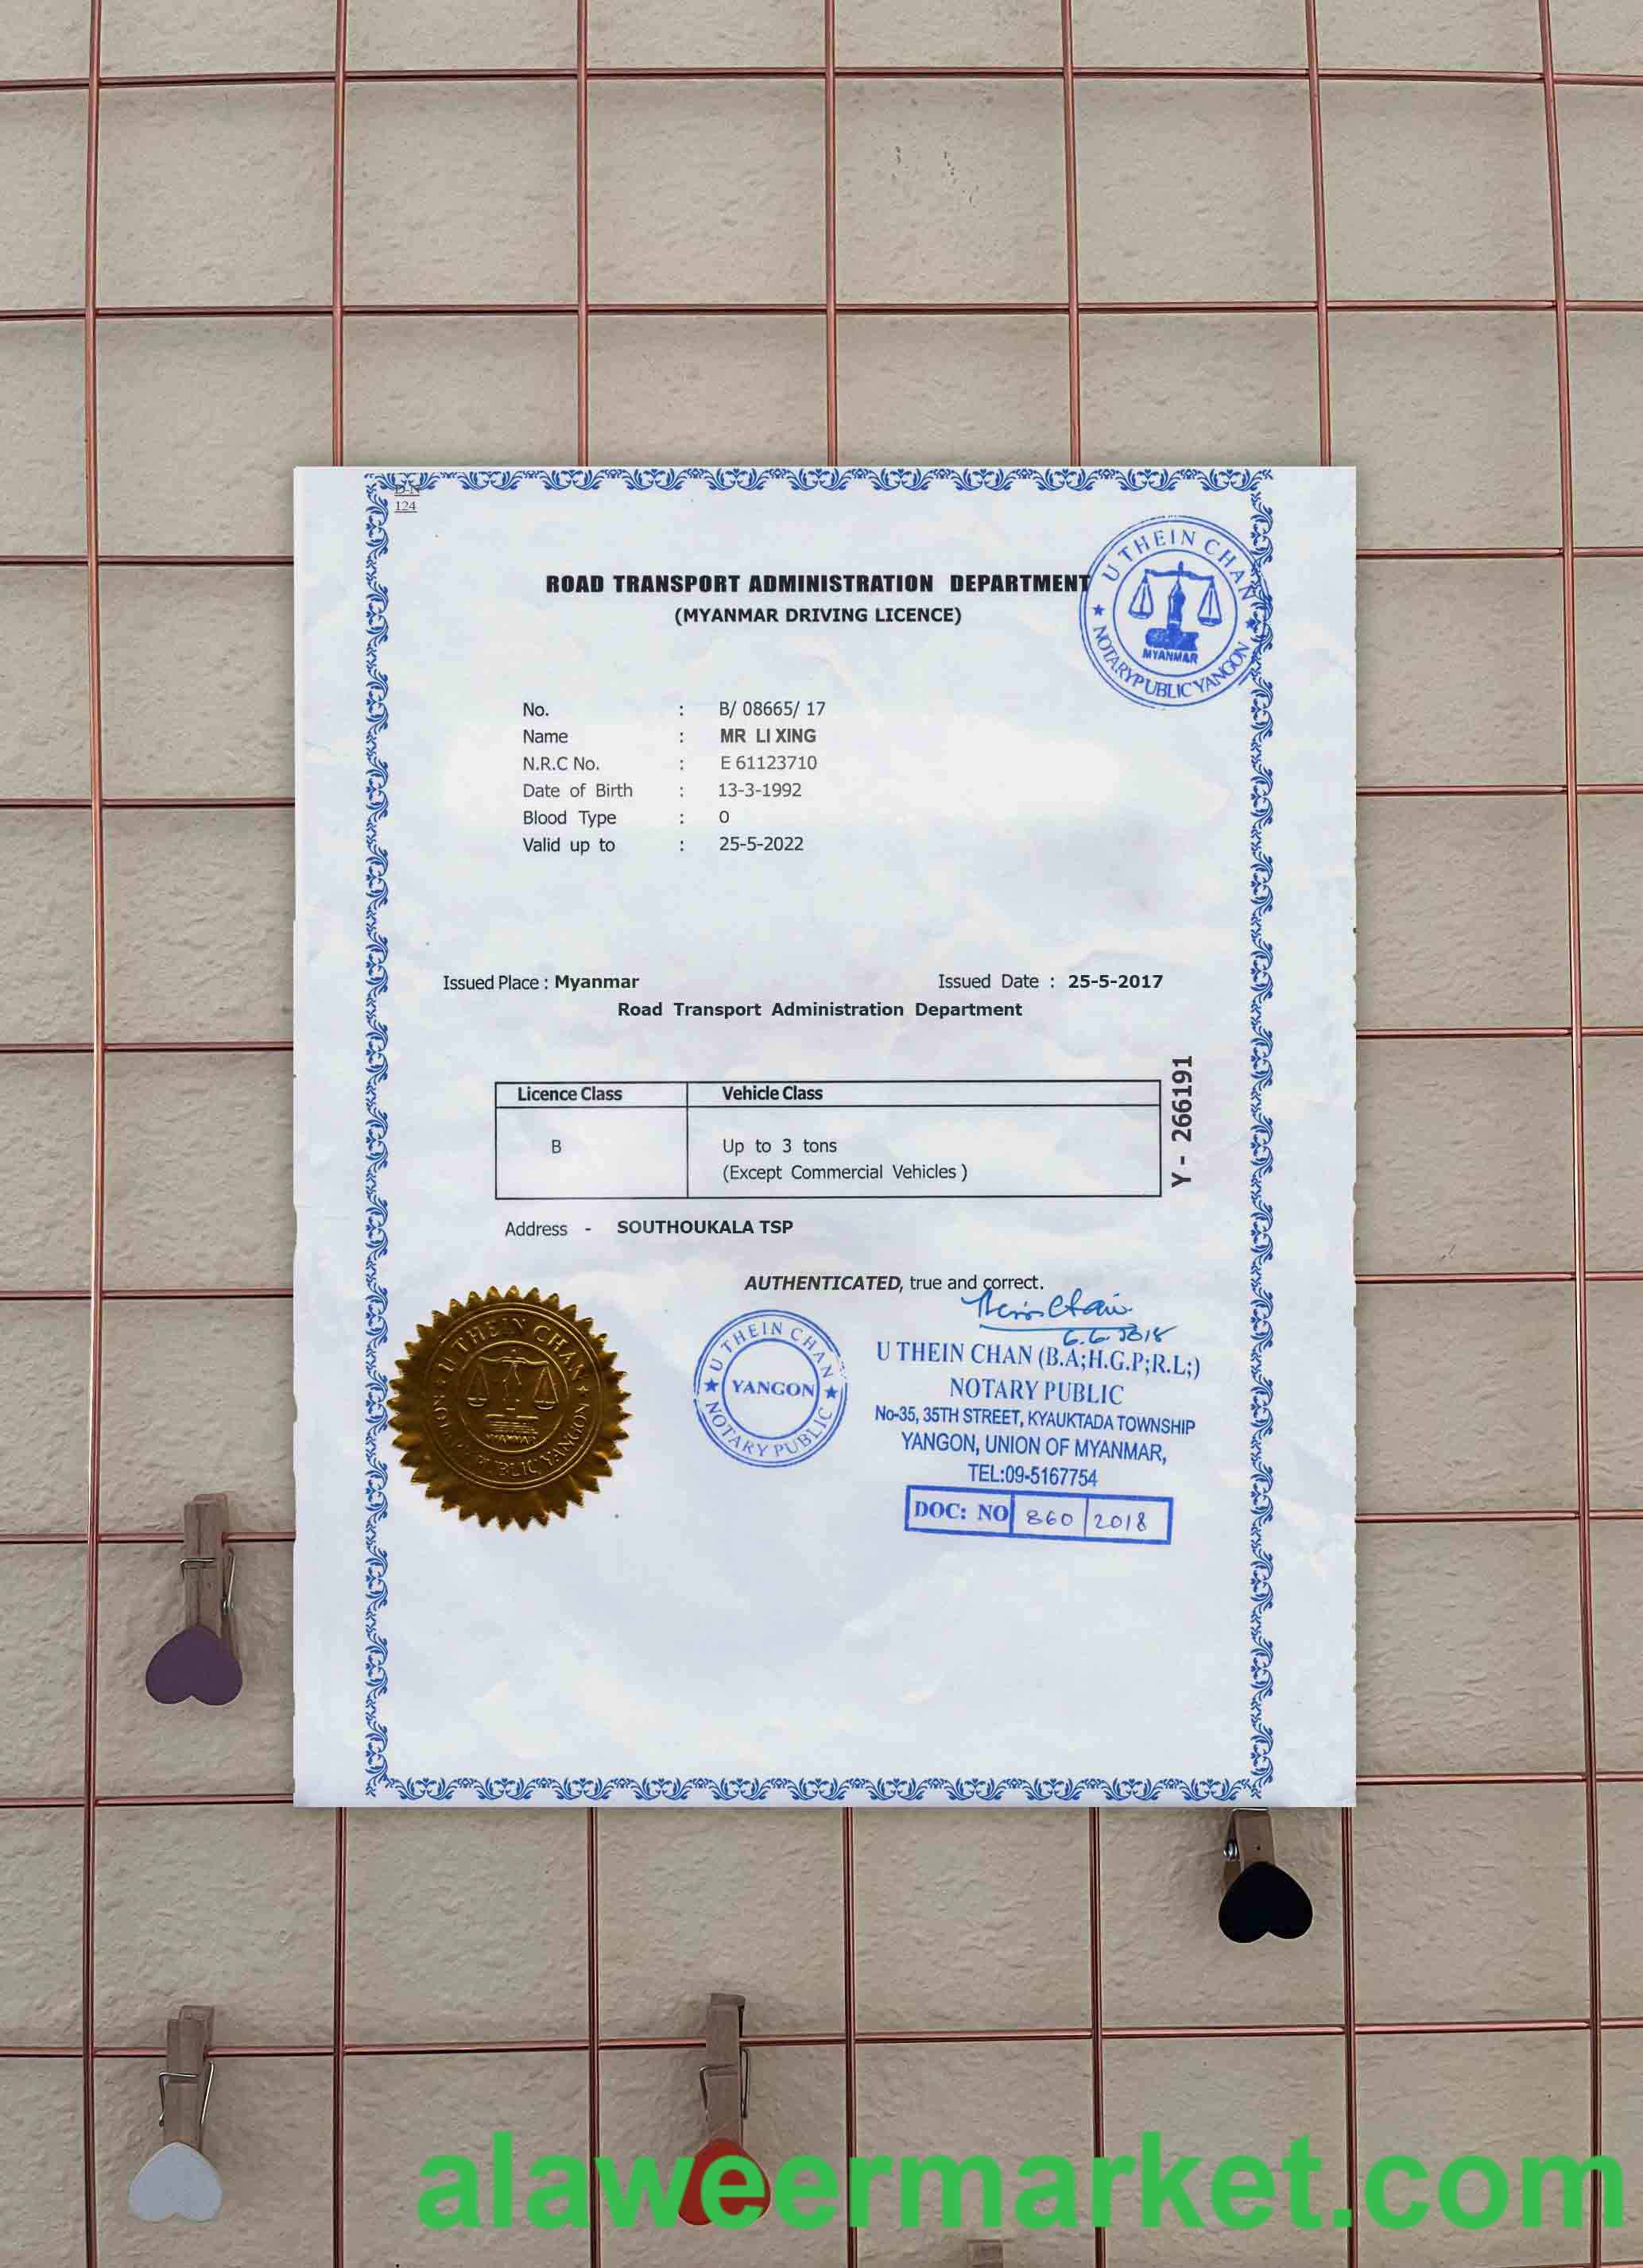 D-N
124
U THEIN CHAN
MYANMAR
★ NOTARY PUBLIC YANGON ★
ROAD TRANSPORT ADMINISTRATION DEPARTMENT
(MYANMAR DRIVING LICENCE)
No. : B/ 08665/ 17
Name : MR LI XING
N.R.C No. : E 61123710
Date of Birth : 13-3-1992
Blood Type : O
Valid up to : 25-5-2022
Issued Place : Myanmar Issued Date : 25-5-2017
Road Transport Administration Department
Licence Class Vehicle Class
B Up to 3 tons
(Except Commercial Vehicles )
Y - 266191
Address - SOUTHOUKALA TSP
AUTHENTICATED, true and correct.
6.6.2018
U THEIN CHAN
MYANMAR
PUBLIC YANGON
U THEIN CHAN
★ YANGON ★
NOTARY PUBLIC
U THEIN CHAN (B.A;H.G.P;R.L;)
NOTARY PUBLIC
No-35, 35TH STREET, KYAUKTADA TOWNSHIP
YANGON, UNION OF MYANMAR,
TEL:09-5167754
DOC: NO 860 2018
alaweermarket.com